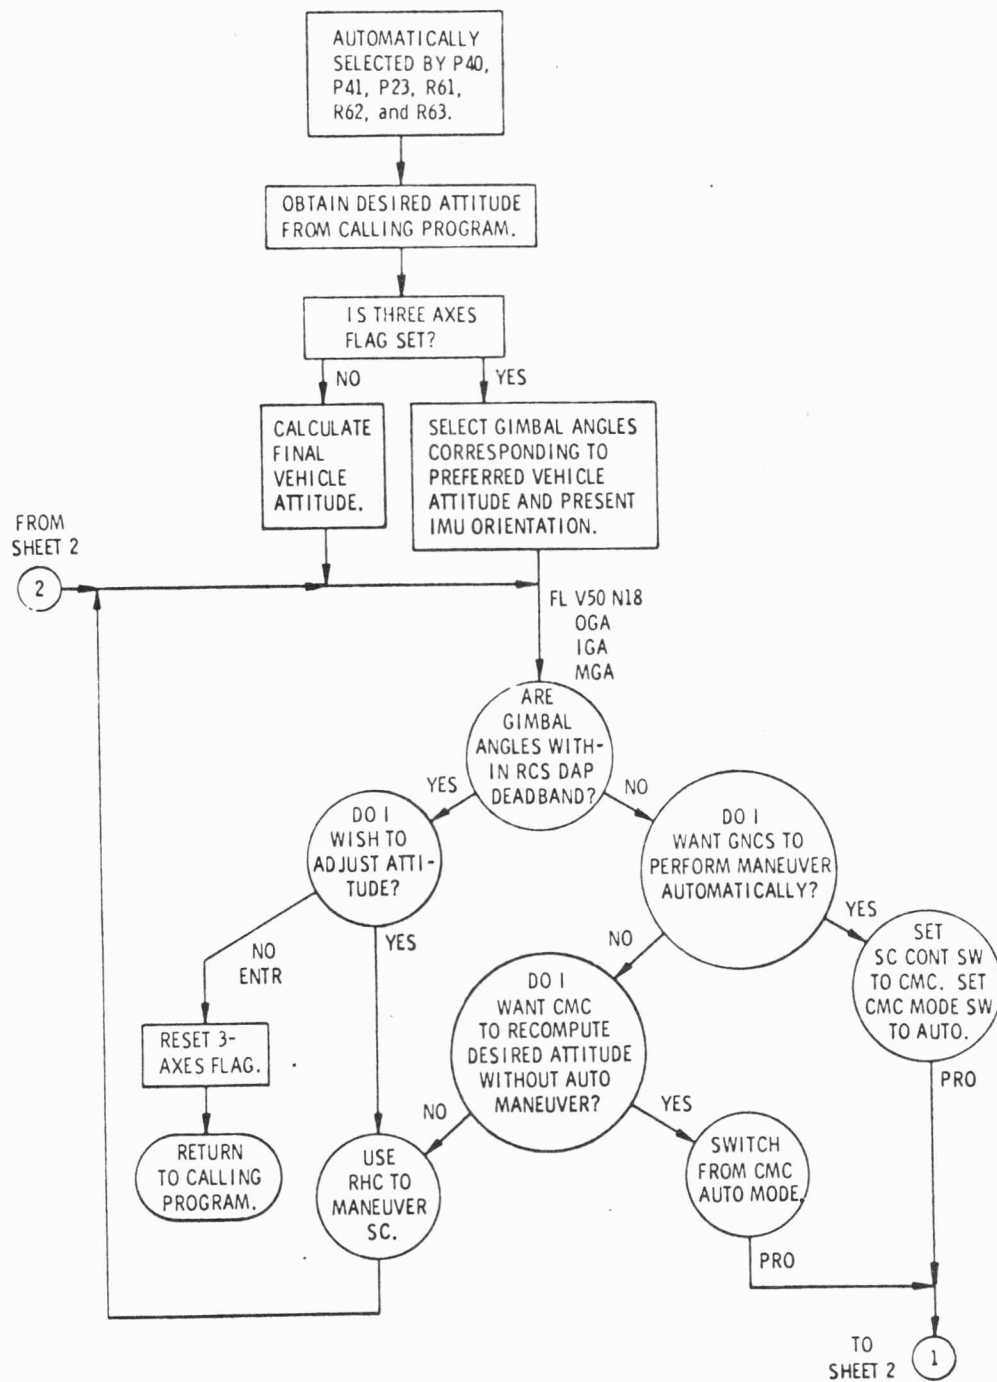 AUTOMATICALLY
SELECTED BY P40,
P41, P23, R61,
R62, and R63.
OBTAIN DESIRED ATTITUDE
FROM CALLING PROGRAM.
IS THREE AXES
FLAG SET?
NO
YES
CALCULATE
FINAL
VEHICLE
ATTITUDE.
SELECT GIMBAL ANGLES
CORRESPONDING TO
PREFERRED VEHICLE
ATTITUDE AND PRESENT
IMU ORIENTATION.
FROM
SHEET 2
2
FL V50 N18
OGA
IGA
MGA
ARE
GIMBAL
ANGLES WITH-
IN RCS DAP
DEADBAND?
YES
NO
DO I
WISH TO
ADJUST ATTI-
TUDE?
DO I
WANT GNCS TO
PERFORM MANEUVER
AUTOMATICALLY?
NO
ENTR
YES
NO
YES
SET
SC CONT SW
TO CMC. SET
CMC MODE SW
TO AUTO.
DO I
WANT CMC
TO RECOMPUTE
DESIRED ATTITUDE
WITHOUT AUTO
MANEUVER?
RESET 3-
AXES FLAG.
NO
YES
PRO
RETURN
TO CALLING
PROGRAM.
USE
RHC TO
MANEUVER
SC.
SWITCH
FROM CMC
AUTO MODE.
PRO
TO
SHEET 2
1